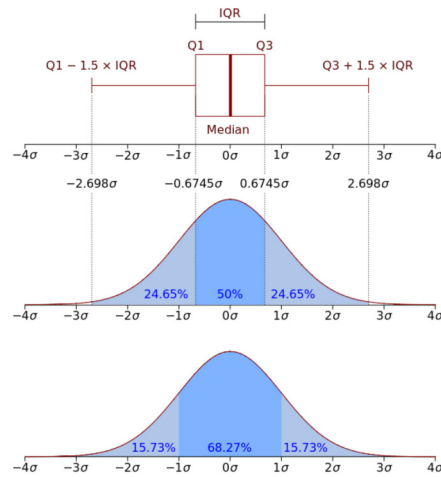 IQR
Q1 Q3
Q1 − 1.5 × IQR Q3 + 1.5 × IQR
Median
−4σ −3σ −2σ −1σ 0σ 1σ 2σ 3σ 4σ
−2.698σ −0.6745σ 0.6745σ 2.698σ
24.65% 50% 24.65%
−4σ −3σ −2σ −1σ 0σ 1σ 2σ 3σ 4σ
15.73% 68.27% 15.73%
−4σ −3σ −2σ −1σ 0σ 1σ 2σ 3σ 4σ